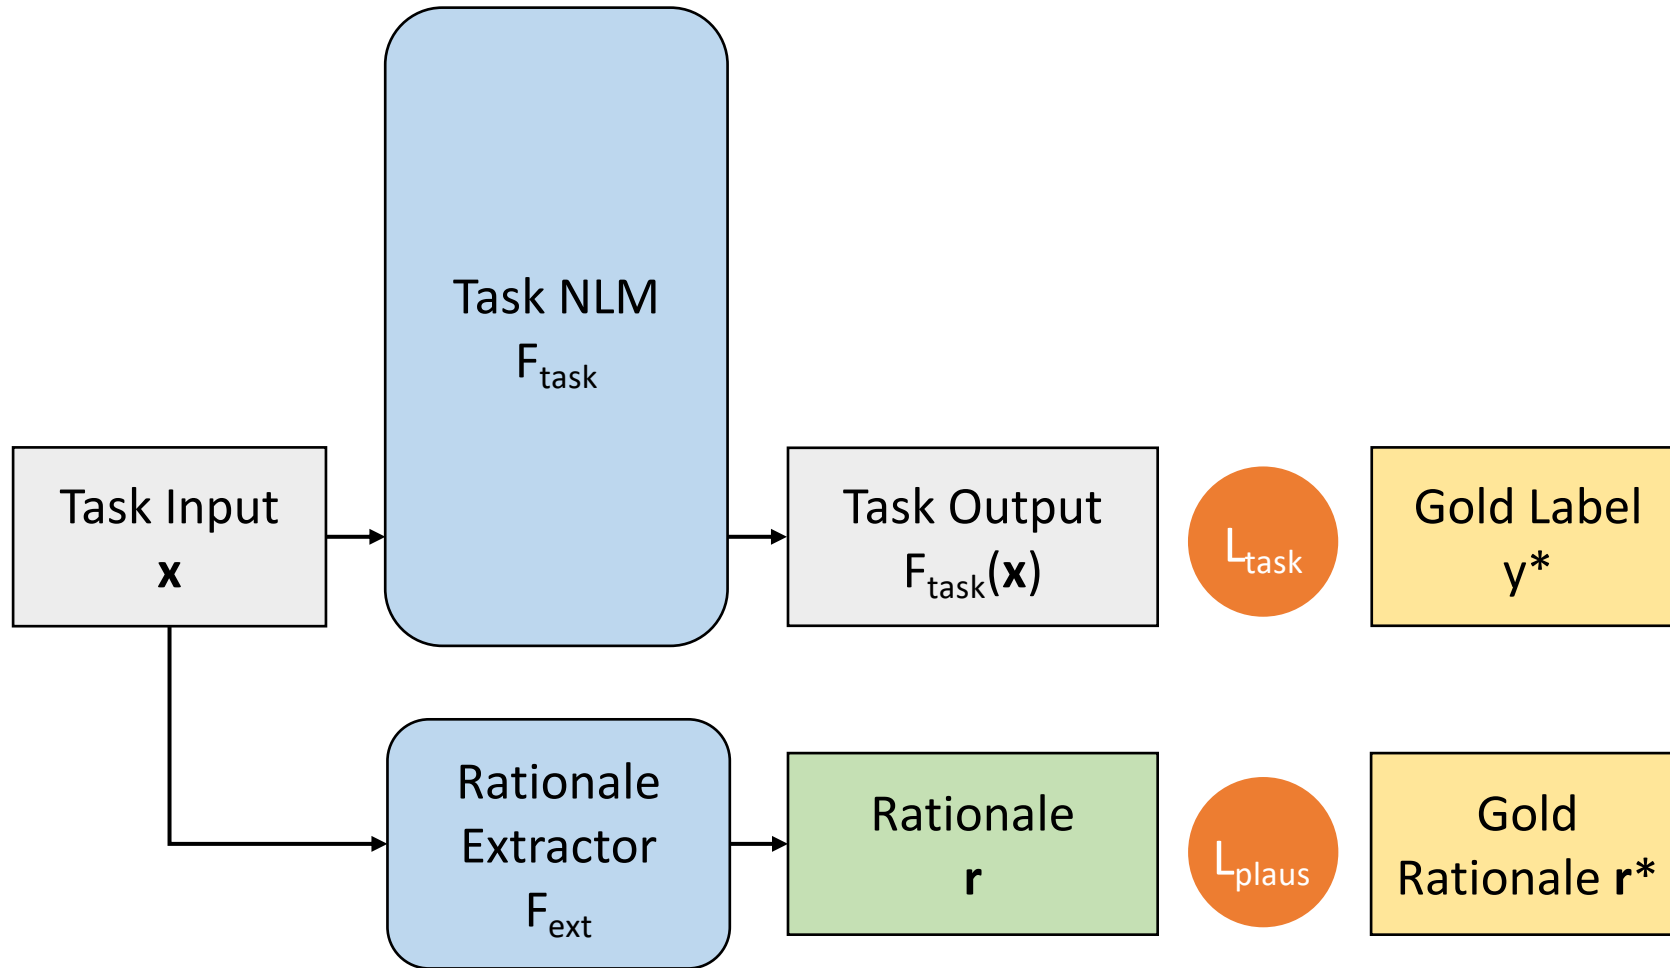 Task NLM
F_task
Task Input
x
Task Output
F_task(x)
L_task
Gold Label
y*
Rationale
Extractor
F_ext
Rationale
r
L_plaus
Gold
Rationale r*